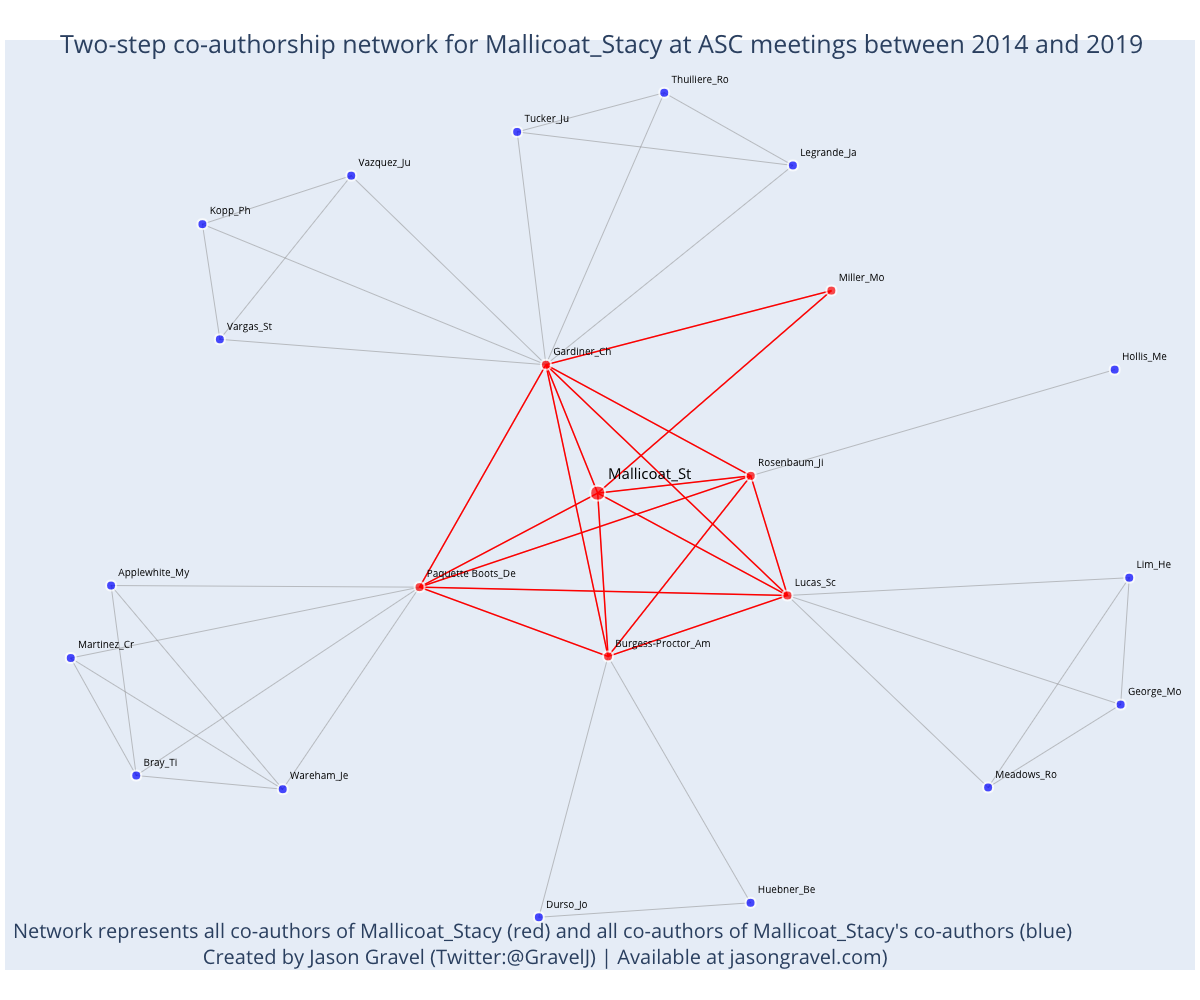 Two-step co-authorship network for Mallicoat_Stacy at ASC meetings between 2014 and 2019
Thuiliere_Ro
Tucker_Ju
Legrande_Ja
Vazquez_Ju
Kopp_Ph
Miller_Mo
Vargas_St
Gardiner_Ch
Hollis_Me
Rosenbaum_Ji
Mallicoat_St
Applewhite_My
Paquette Boots_De
Lim_He
Lucas_Sc
Martinez_Cr
Burgess-Proctor_Am
George_Mo
Bray_Ti
Wareham_Je
Meadows_Ro
Huebner_Be
Durso_Jo
Network represents all co-authors of Mallicoat_Stacy (red) and all co-authors of Mallicoat_Stacy's co-authors (blue)
Created by Jason Gravel (Twitter:@GravelJ) | Available at jasongravel.com)